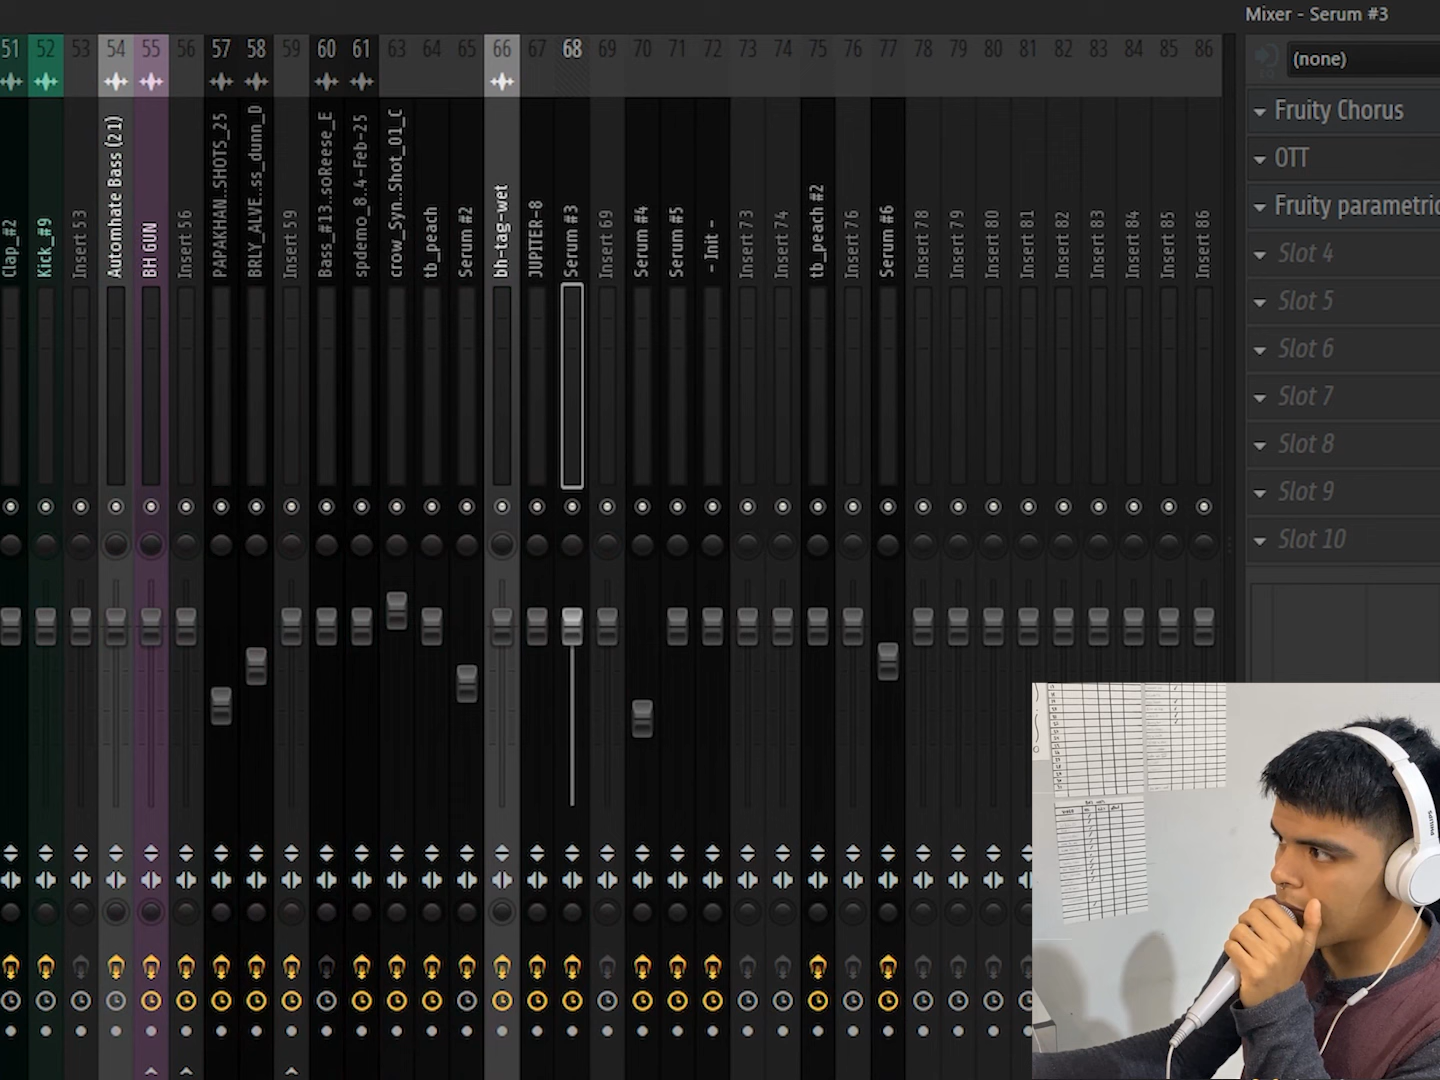 Mixer - Serum #3
51 52 53 54 55 56 57 58 59 60 61 63 64 65 66 67 68 69 70 71 72 73 74 75 76 77 78 79 80 81 82 83 84 85 86
(none)
Fruity Chorus
OTT
Fruity parametric
Slot 4
Slot 5
Slot 6
Slot 7
Slot 8
Slot 9
Slot 10
Clap_#2
Kick_#9
Insert 53
Automhate Bass (21)
BH GUN
Insert 56
PAPAKHAN..SHOTS_25
BRLY_ALVE..ss_dunn_D
Insert 59
Bass_#13..soReese_E
spdemo_8..4-Feb-25
crow_Syn..Shot_01_C
tb_peach
Serum #2
bh-tag-wet
JUPITER-8
Serum #3
Insert 69
Serum #4
Serum #5
- Init -
Insert 73
Insert 74
tb_peach #2
Insert 76
Serum #6
Insert 78
Insert 79
Insert 80
Insert 81
Insert 82
Insert 83
Insert 84
Insert 85
Insert 86
PHILIPS